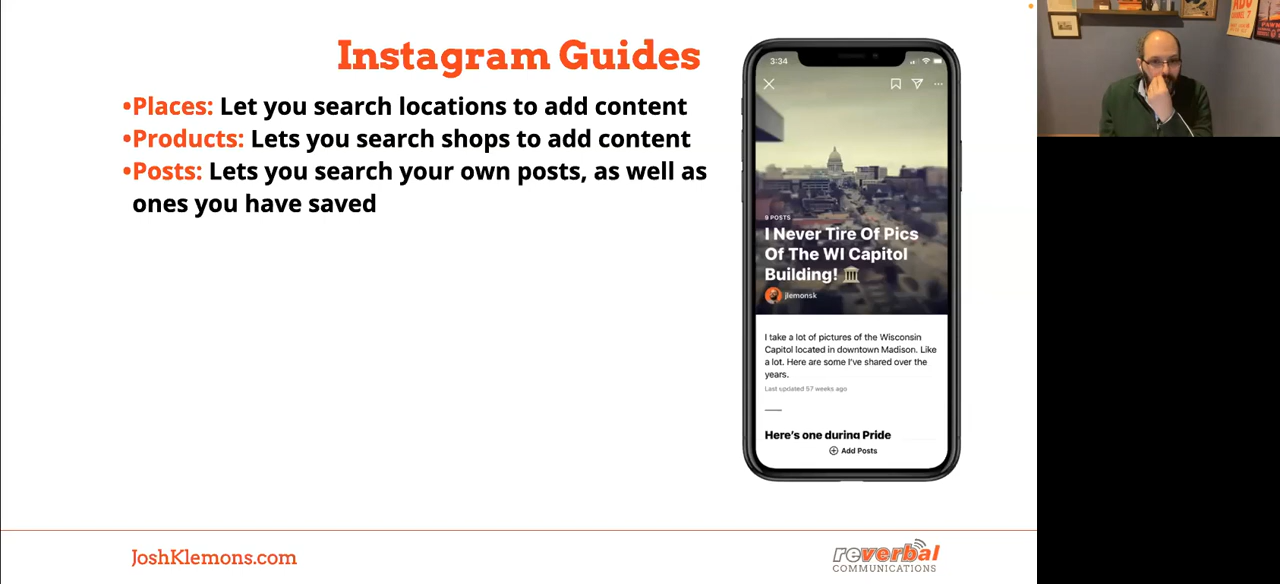 Instagram Guides
•Places: Let you search locations to add content
•Products: Lets you search shops to add content
•Posts: Lets you search your own posts, as well as
ones you have saved
3:34
9 POSTS
I Never Tire Of Pics
Of The WI Capitol
Building! 🏛
jlemonsk
I take a lot of pictures of the Wisconsin
Capitol located in downtown Madison. Like
a lot. Here are some I've shared over the
years.
Last updated 57 weeks ago
Here's one during Pride
Add Posts
JoshKlemons.com
reverbal
COMMUNICATIONS